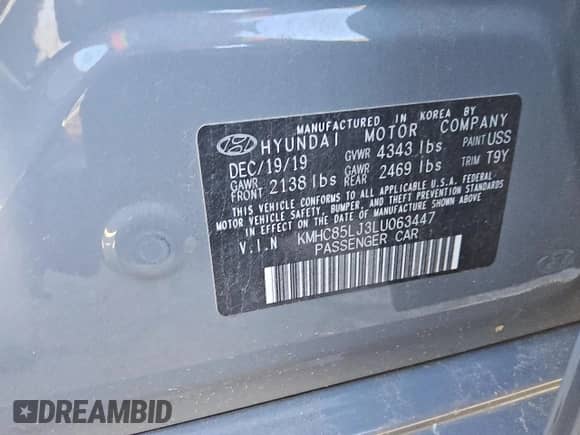 MANUFACTURED IN KOREA BY
HYUNDAI MOTOR COMPANY
DEC/19/19 GVWR 4343 lbs PAINT USS
GAWR FRONT 2138 lbs GAWR REAR 2469 lbs TRIM T9Y
THIS VEHICLE CONFORMS TO ALL APPLICABLE U.S.A. FEDERAL
MOTOR VEHICLE SAFETY, BUMPER, AND THEFT PREVENTION STANDARDS
IN EFFECT ON THE DATE OF MANUFACTURE SHOWN ABOVE
V.I.N KMHC85LJ3LU063447
PASSENGER CAR
DREAMBID